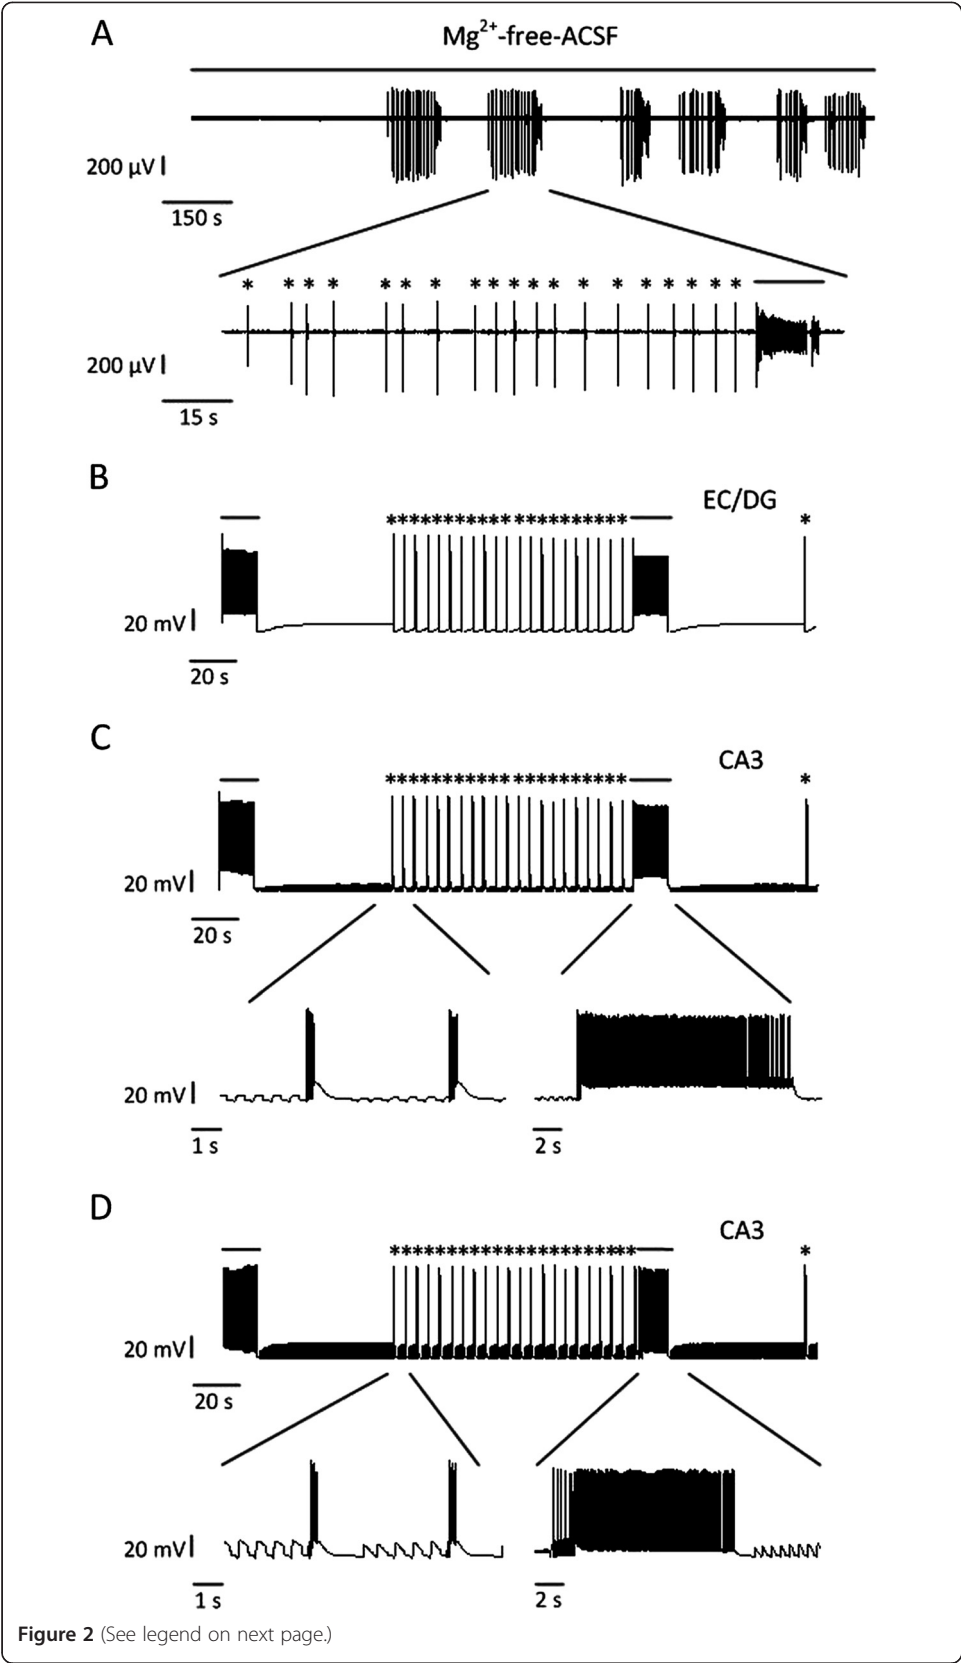 A
Mg2+-free-ACSF
200 µV
150 s
* * * * * * * * * * * * * * * * * * * *
200 µV
15 s
B
EC/DG
********************* *
20 mV
20 s
C
CA3
********************* *
20 mV
20 s
20 mV
1 s
2 s
D
CA3
********************** *
20 mV
20 s
20 mV
1 s
2 s
Figure 2 (See legend on next page.)